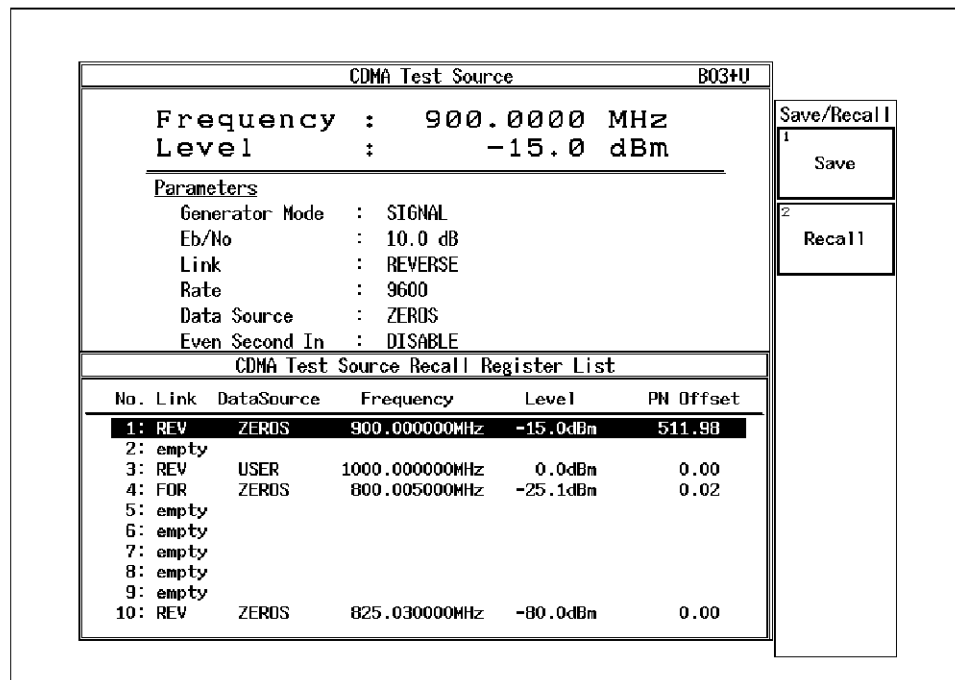 CDMA Test Source B03+U
Frequency : 900.0000 MHz
Level : -15.0 dBm
Parameters
Generator Mode : SIGNAL
Eb/No : 10.0 dB
Link : REVERSE
Rate : 9600
Data Source : ZEROS
Even Second In : DISABLE
CDMA Test Source Recall Register List
No. Link DataSource Frequency Level PN Offset
1: REV ZEROS 900.000000MHz -15.0dBm 511.98
2: empty
3: REV USER 1000.000000MHz 0.0dBm 0.00
4: FOR ZEROS 800.005000MHz -25.1dBm 0.02
5: empty
6: empty
7: empty
8: empty
9: empty
10: REV ZEROS 825.030000MHz -80.0dBm 0.00
Save/Recall
1
Save
2
Recall